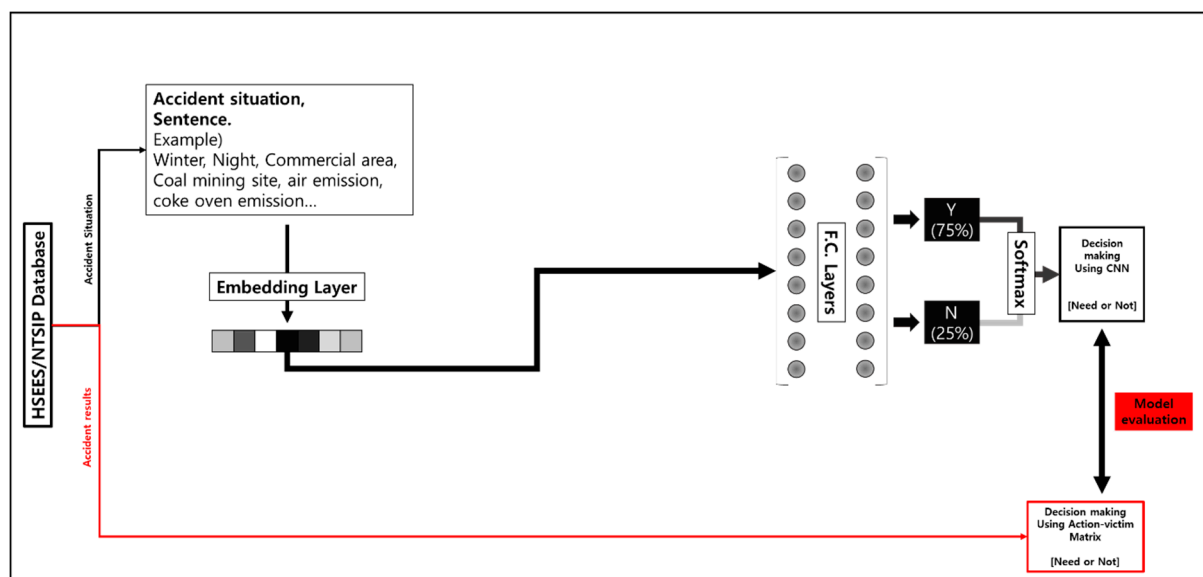 Accident situation,
Sentence.
Example)
Winter, Night, Commercial area,
Coal mining site, air emission,
coke oven emission...
HSEES/NTSIP Database
Accident Situation
Accident results
Embedding Layer
F.C. Layers
Y
(75%)
N
(25%)
Softmax
Decision
making
Using CNN
[Need or Not]
Model
evaluation
Decision making
Using Action-victim
Matrix
[Need or Not]